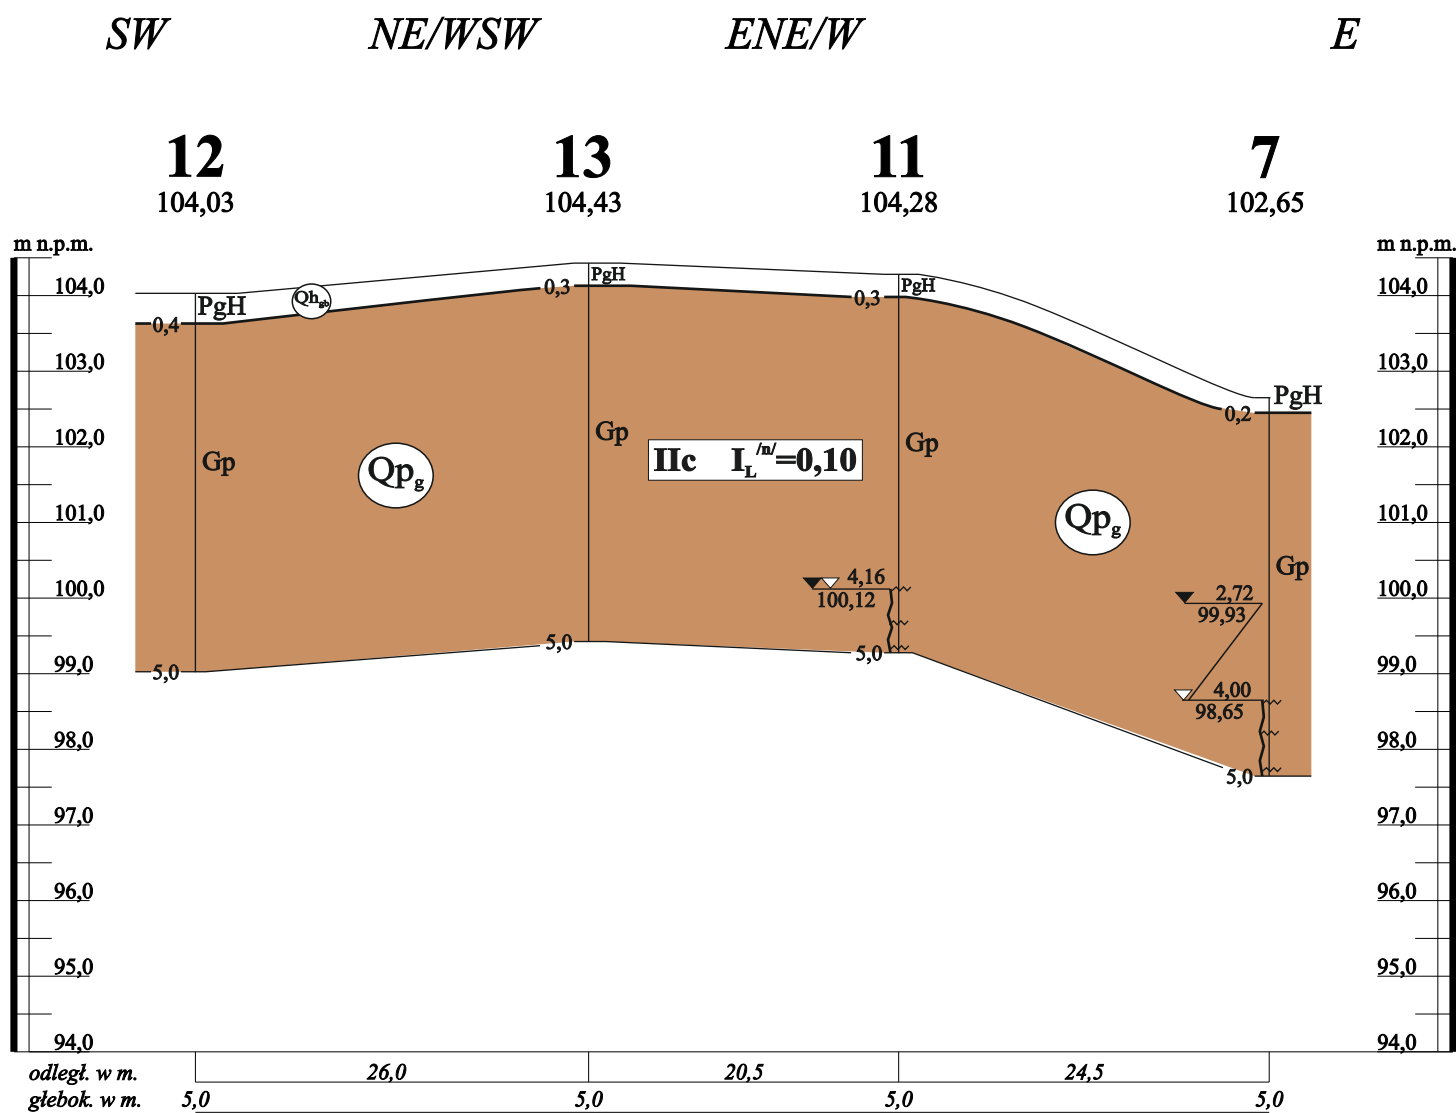 SW NE/WSW ENE/W E
12 13 11 7
104,03 104,43 104,28 102,65
m n.p.m. m n.p.m.
PgH
104,0 Qhgb 0,3 0,3 PgH 104,0
PgH
0,4
103,0 103,0
PgH
0,2
102,0 Gp Gp 102,0
Gp Qpg IIc IL/n/=0,10
101,0 Qpg 101,0
Gp
4,16
100,0 100,12 2,72 100,0
99,93
5,0 5,0
99,0 5,0 99,0
4,00
98,65
98,0 98,0
5,0
97,0 97,0
96,0 96,0
95,0 95,0
94,0 94,0
odległ. w m. 26,0 20,5 24,5
głebok. w m. 5,0 5,0 5,0 5,0